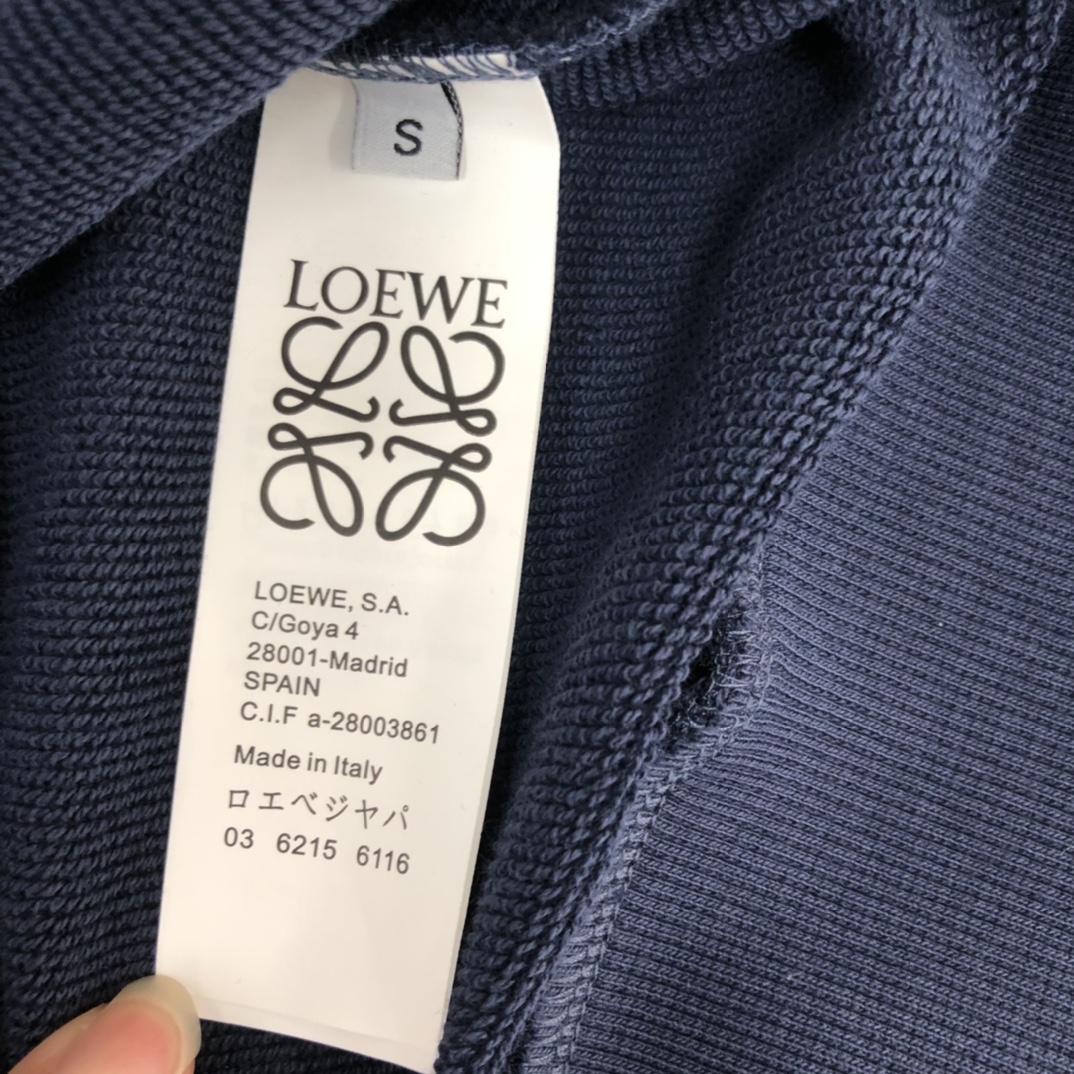 S
LOEWE
LOEWE, S.A.
C/Goya 4
28001-Madrid
SPAIN
C.I.F a-28003861
Made in Italy
ロエベジヤパ
03 6215 6116